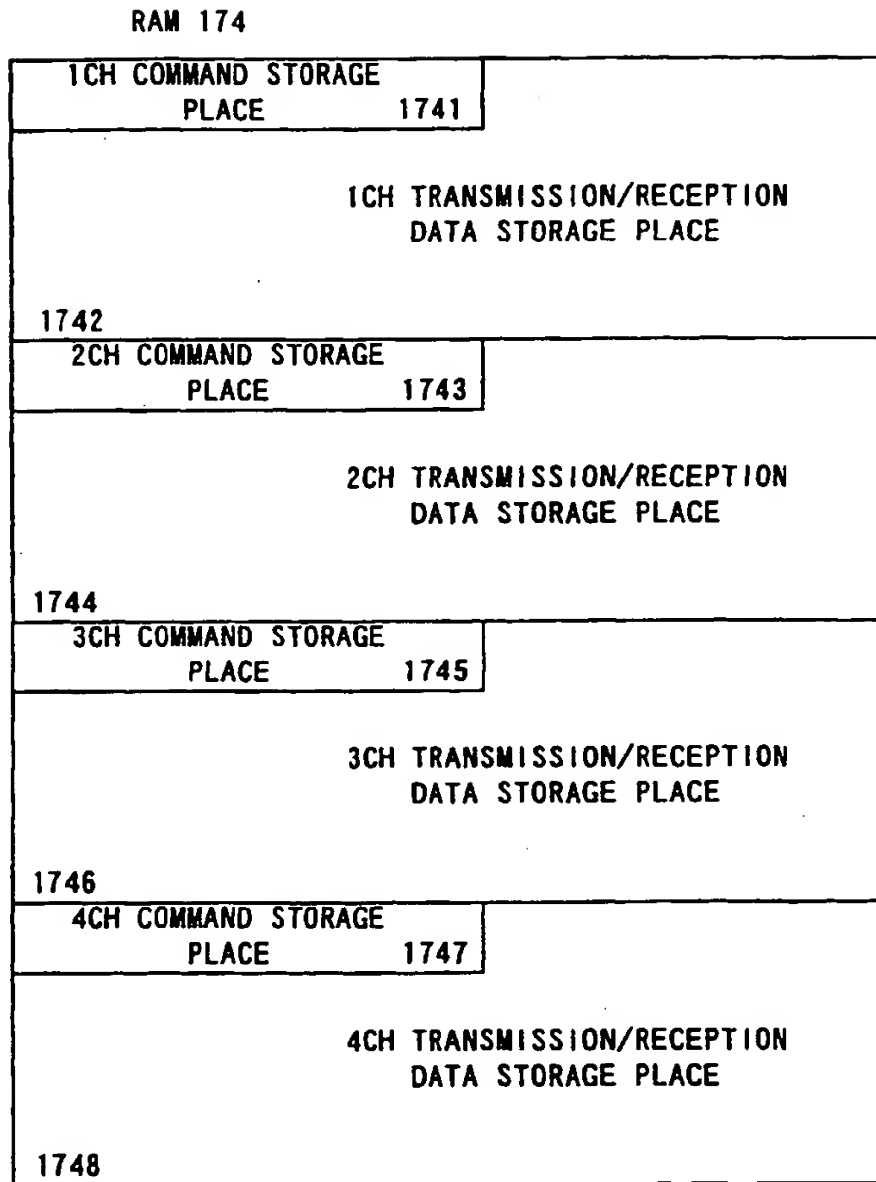 RAM 174
1CH COMMAND STORAGE
PLACE 1741
1CH TRANSMISSION/RECEPTION
DATA STORAGE PLACE
1742
2CH COMMAND STORAGE
PLACE 1743
2CH TRANSMISSION/RECEPTION
DATA STORAGE PLACE
1744
3CH COMMAND STORAGE
PLACE 1745
3CH TRANSMISSION/RECEPTION
DATA STORAGE PLACE
1746
4CH COMMAND STORAGE
PLACE 1747
4CH TRANSMISSION/RECEPTION
DATA STORAGE PLACE
1748